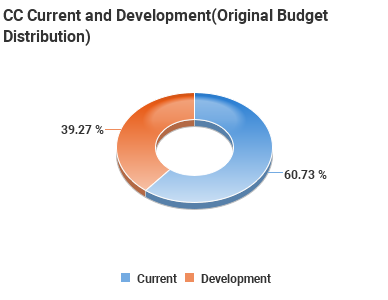 CC Current and Development(Original Budget
Distribution)
39.27 %
60.73 %
Current Development